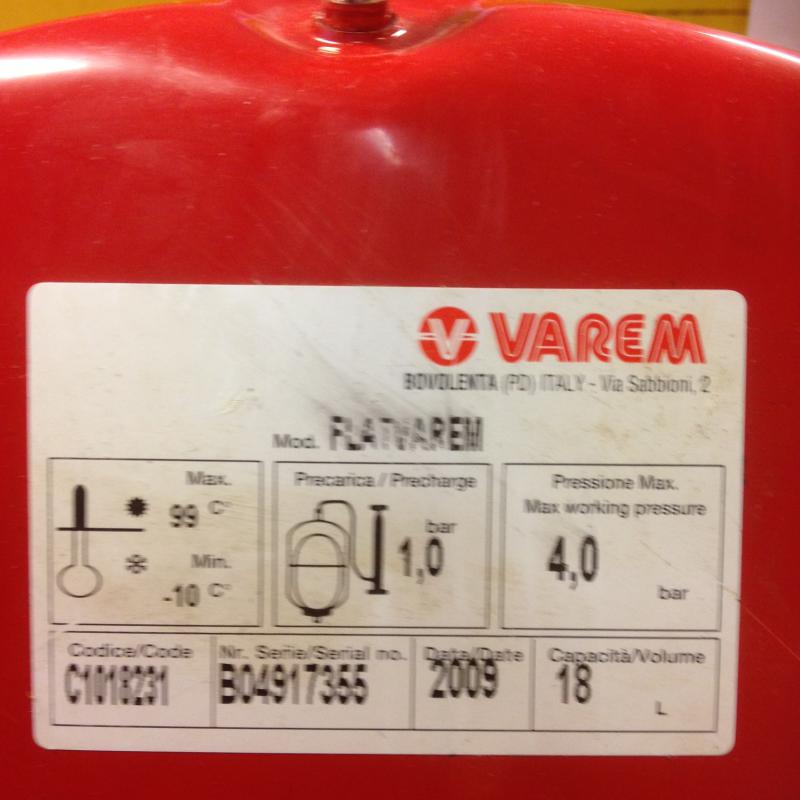 VAREM
BOVOLENTA (PD) ITALY - Via Sabbioni, 2
Mod. FLATVAREM
Max.
99 C°
Min.
-10 C°
Precarica / Precharge
bar
1,0
Pressione Max.
Max working pressure
4,0
bar
Codice/Code
C1018231
Nr. Serie/Serial no.
B04917355
Data/Date
2009
Capacità/Volume
18
L